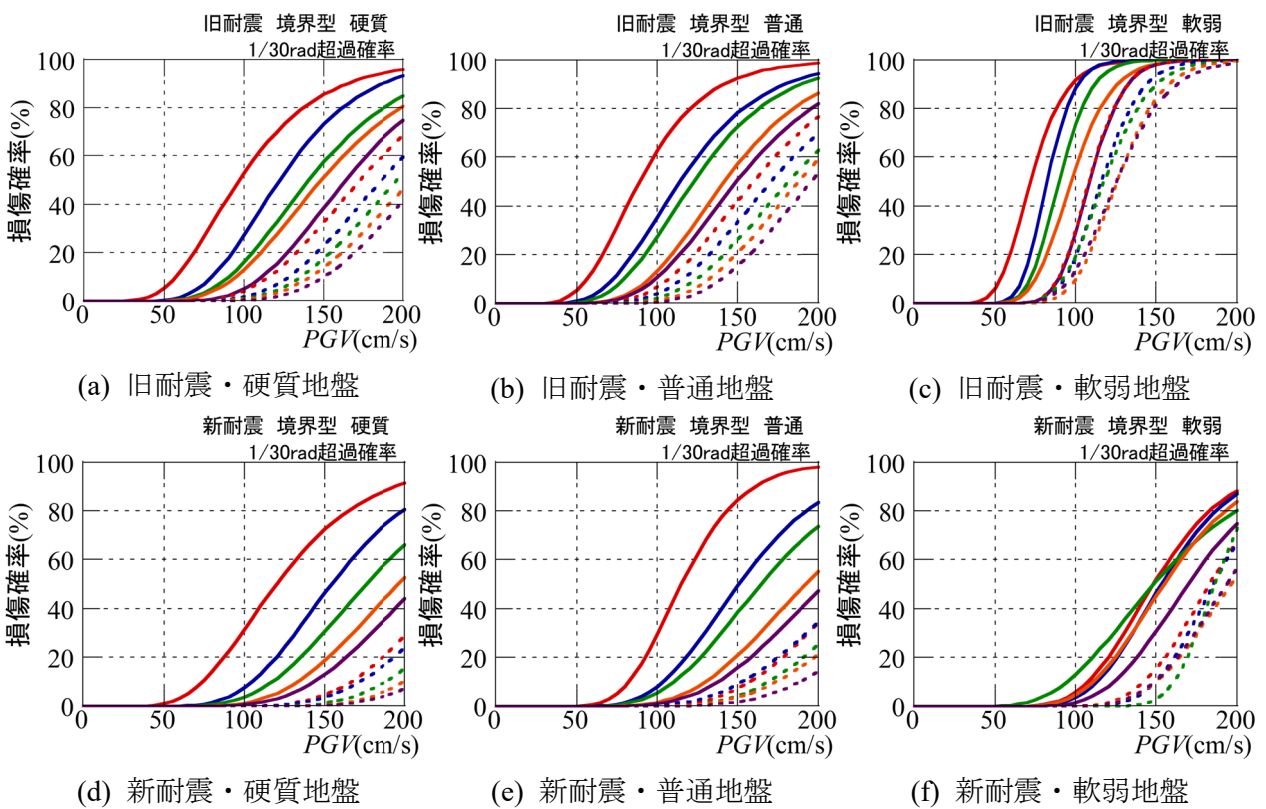 旧耐震 境界型 硬質
1/30rad超過確率
損傷確率(%)
100
80
60
40
20
0
0 50 100 150 200
PGV(cm/s)
(a) 旧耐震・硬質地盤
旧耐震 境界型 普通
1/30rad超過確率
損傷確率(%)
100
80
60
40
20
0
0 50 100 150 200
PGV(cm/s)
(b) 旧耐震・普通地盤
旧耐震 境界型 軟弱
1/30rad超過確率
損傷確率(%)
100
80
60
40
20
0
0 50 100 150 200
PGV(cm/s)
(c) 旧耐震・軟弱地盤
新耐震 境界型 硬質
1/30rad超過確率
損傷確率(%)
100
80
60
40
20
0
0 50 100 150 200
PGV(cm/s)
(d) 新耐震・硬質地盤
新耐震 境界型 普通
1/30rad超過確率
損傷確率(%)
100
80
60
40
20
0
0 50 100 150 200
PGV(cm/s)
(e) 新耐震・普通地盤
新耐震 境界型 軟弱
1/30rad超過確率
損傷確率(%)
100
80
60
40
20
0
0 50 100 150 200
PGV(cm/s)
(f) 新耐震・軟弱地盤